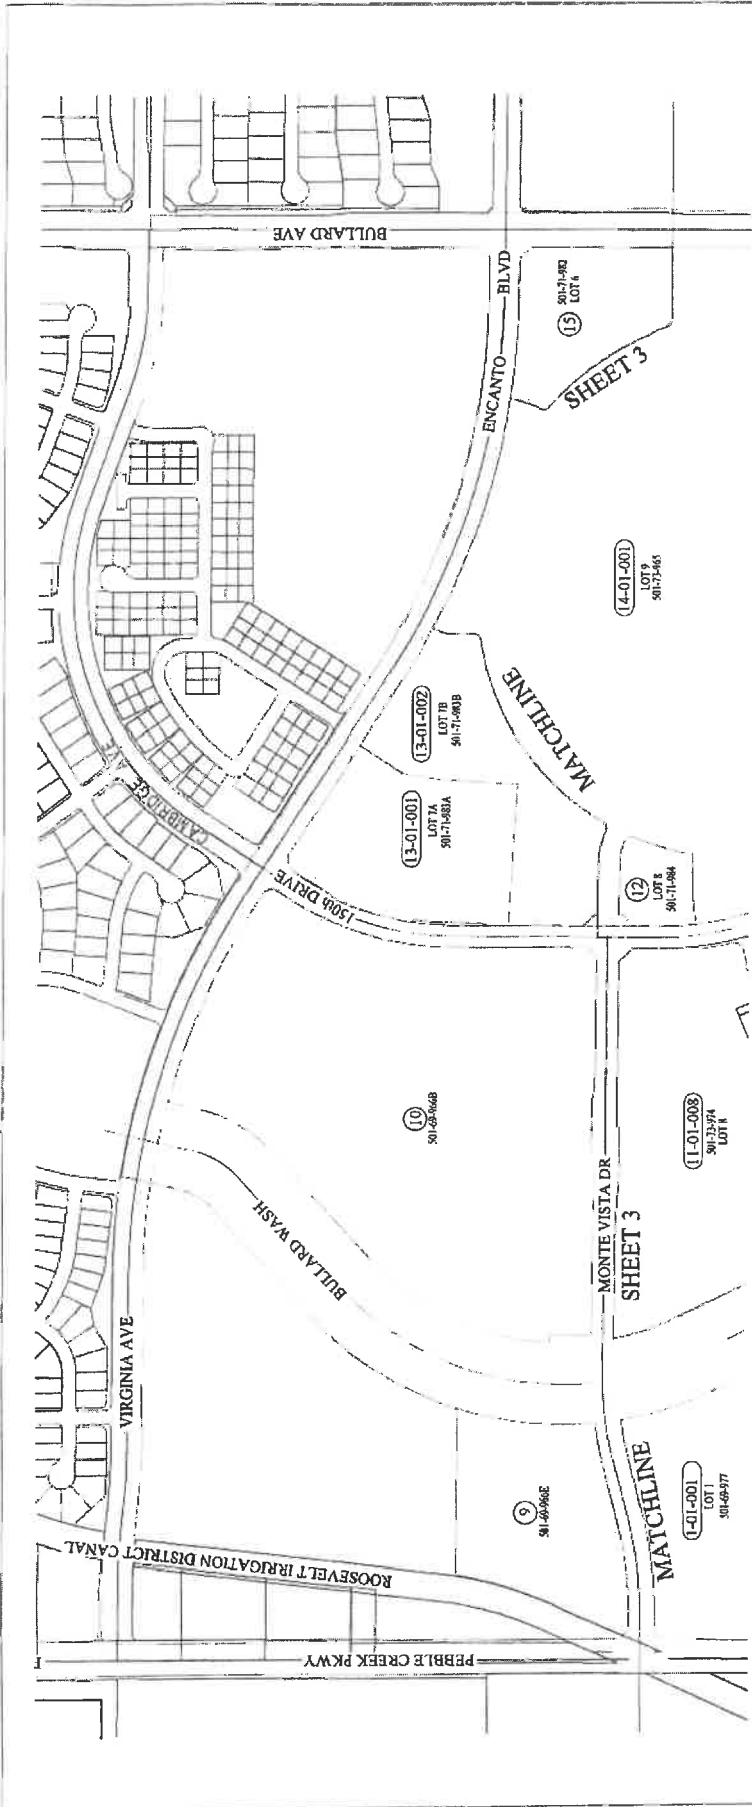 BULLARD AVE
ENCANTO
BLVD
15
501-71-982
LOT 6
SHEET 3
14-01-001
LOT 9
501-73-965
MATCHLINE
13-01-002
LOT 7B
501-71-983B
13-01-001
LOT 7A
501-71-983A
CAMBRIDGE
AVE
150th DRIVE
12
LOT 8
501-71-984
10
501-69-966B
11-01-008
501-73-974
LOT 8
BULLARD WASH
MONTE VISTA DR
SHEET 3
VIRGINIA AVE
9
501-69-966E
MATCHLINE
1-01-001
LOT 1
501-69-977
ROOSEVELT IRRIGATION DISTRICT CANAL
PEBBLE CREEK PKWY